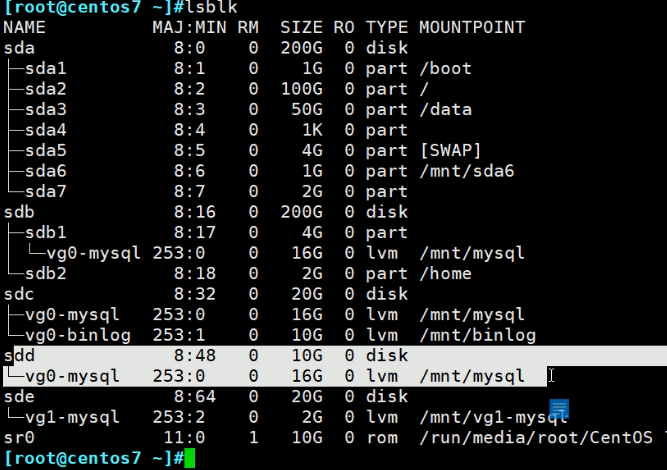 [root@centos7 ~]#lsblk
NAME MAJ:MIN RM SIZE RO TYPE MOUNTPOINT
sda 8:0 0 200G 0 disk
├─sda1 8:1 0 1G 0 part /boot
├─sda2 8:2 0 100G 0 part /
├─sda3 8:3 0 50G 0 part /data
├─sda4 8:4 0 1K 0 part
├─sda5 8:5 0 4G 0 part [SWAP]
├─sda6 8:6 0 1G 0 part /mnt/sda6
└─sda7 8:7 0 2G 0 part
sdb 8:16 0 200G 0 disk
├─sdb1 8:17 0 4G 0 part
│ └─vg0-mysql 253:0 0 16G 0 lvm /mnt/mysql
└─sdb2 8:18 0 2G 0 part /home
sdc 8:32 0 20G 0 disk
├─vg0-mysql 253:0 0 16G 0 lvm /mnt/mysql
└─vg0-binlog 253:1 0 10G 0 lvm /mnt/binlog
sdd 8:48 0 10G 0 disk
└─vg0-mysql 253:0 0 16G 0 lvm /mnt/mysql
sde 8:64 0 20G 0 disk
└─vg1-mysql 253:2 0 2G 0 lvm /mnt/vg1-mysql
sr0 11:0 1 10G 0 rom /run/media/root/CentOS
[root@centos7 ~]#